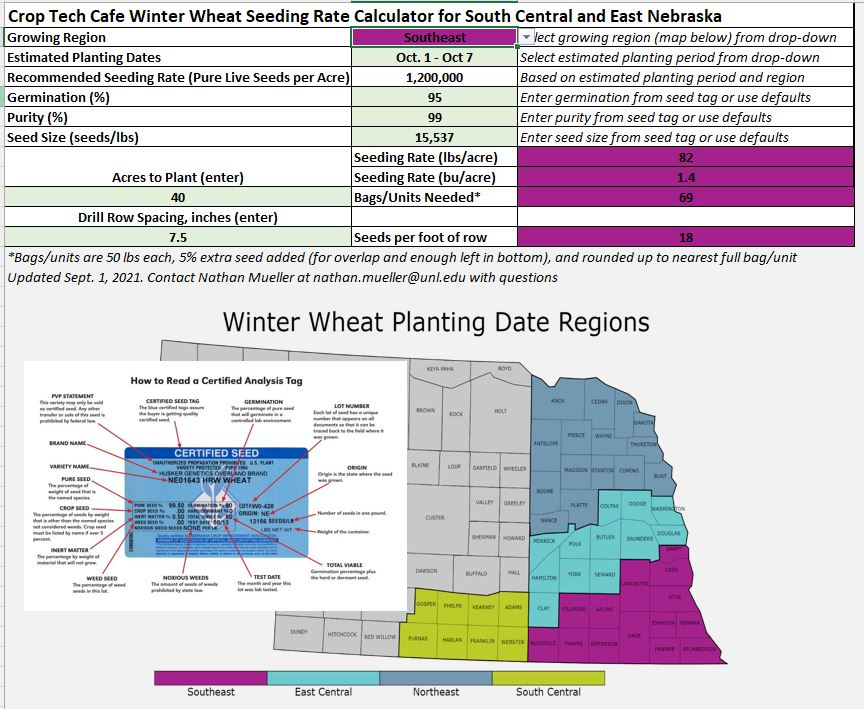 Crop Tech Cafe Winter Wheat Seeding Rate Calculator for South Central and East Nebraska
Growing Region Southeast lect growing region (map below) from drop-down
Estimated Planting Dates Oct. 1 - Oct 7 Select estimated planting period from drop-down
Recommended Seeding Rate (Pure Live Seeds per Acre) 1,200,000 Based on estimated planting period and region
Germination (%) 95 Enter germination from seed tag or use defaults
Purity (%) 99 Enter purity from seed tag or use defaults
Seed Size (seeds/lbs) 15,537 Enter seed size from seed tag or use defaults
Seeding Rate (lbs/acre) 82
Acres to Plant (enter) Seeding Rate (bu/acre) 1.4
40 Bags/Units Needed* 69
Drill Row Spacing, inches (enter)
7.5 Seeds per foot of row 18
*Bags/units are 50 lbs each, 5% extra seed added (for overlap and enough left in bottom), and rounded up to nearest full bag/unit
Updated Sept. 1, 2021. Contact Nathan Mueller at nathan.mueller@unl.edu with questions
Winter Wheat Planting Date Regions
How to Read a Certified Analysis Tag
PVP STATEMENT
This variety may only be sold
as certified seed. Any other
transfer or sale of this seed is
prohibited by federal law.
CERTIFIED SEED TAG
The blue certified tags assure
the buyer is getting quality
certified seed.
GERMINATION
The percentage of pure seed
that will germinate in a
controlled lab environment.
LOT NUMBER
Each lot of seed has a unique
number that appears on all
documents so that it can be
traced back to the field where it
was grown.
BRAND NAME
VARIETY NAME
PURE SEED
The percentage of
weight of seed that is
the named species.
CROP SEED
The percentage of seeds by weight
that is other than the named species
not considered weeds. Crop seed
must be listed by name if over 5
percent.
INERT MATTER
The percentage by weight of
material that will not grow.
WEED SEED
The percentage of weed
seeds in this lot.
NOXIOUS WEEDS
The amount of seeds of weeds
prohibited by state law.
TEST DATE
The month and year this
lot was lab tested.
TOTAL VIABLE
Germination percentage plus
the hard or dormant seed.
ORIGIN
Origin is the state where the seed
was grown.
Number of seeds in one pound.
Weight of the container.
CERTIFIED SEED
UNAUTHORIZED PROPAGATION PROHIBITED U.S. PLANT
VARIETY PROTECTED PVPA 1994
HUSKER GENETICS OVERLAND BRAND
NE01643 HRW WHEAT
PURE SEED % 99.50 GERMINATION % 90 LOT#W0-428
CROP SEED % .00 ORIGIN: NE
INERT MATTER % 0.50 TOTAL VIABLE % 90 12156 SEEDS/LB
WEED SEED % .00 TEST DATE 08/13
NOXIOUS WEED SEEDS NONE PER LB. LBS NET WT
KEYA PAHA
BOYD
BROWN
ROCK
HOLT
KNOX
CEDAR
DIXON
DAKOTA
ANTELOPE
PIERCE
WAYNE
THURSTON
BLAINE
LOUP
GARFIELD
WHEELER
MADISON
STANTON
CUMING
BURT
BOONE
CUSTER
VALLEY
GREELEY
PLATTE
COLFAX
DODGE
WASHINGTON
NANCE
SHERMAN
HOWARD
MERRICK
POLK
BUTLER
SAUNDERS
DOUGLAS
SARPY
DAWSON
BUFFALO
HALL
HAMILTON
YORK
SEWARD
LANCASTER
CASS
OTOE
GOSPER
PHELPS
KEARNEY
ADAMS
CLAY
FILLMORE
SALINE
DUNDY
HITCHCOCK
RED WILLOW
FURNAS
HARLAN
FRANKLIN
WEBSTER
NUCKOLLS
THAYER
JEFFERSON
GAGE
JOHNSON
NEMAHA
PAWNEE
RICHARDSON
Southeast
East Central
Northeast
South Central